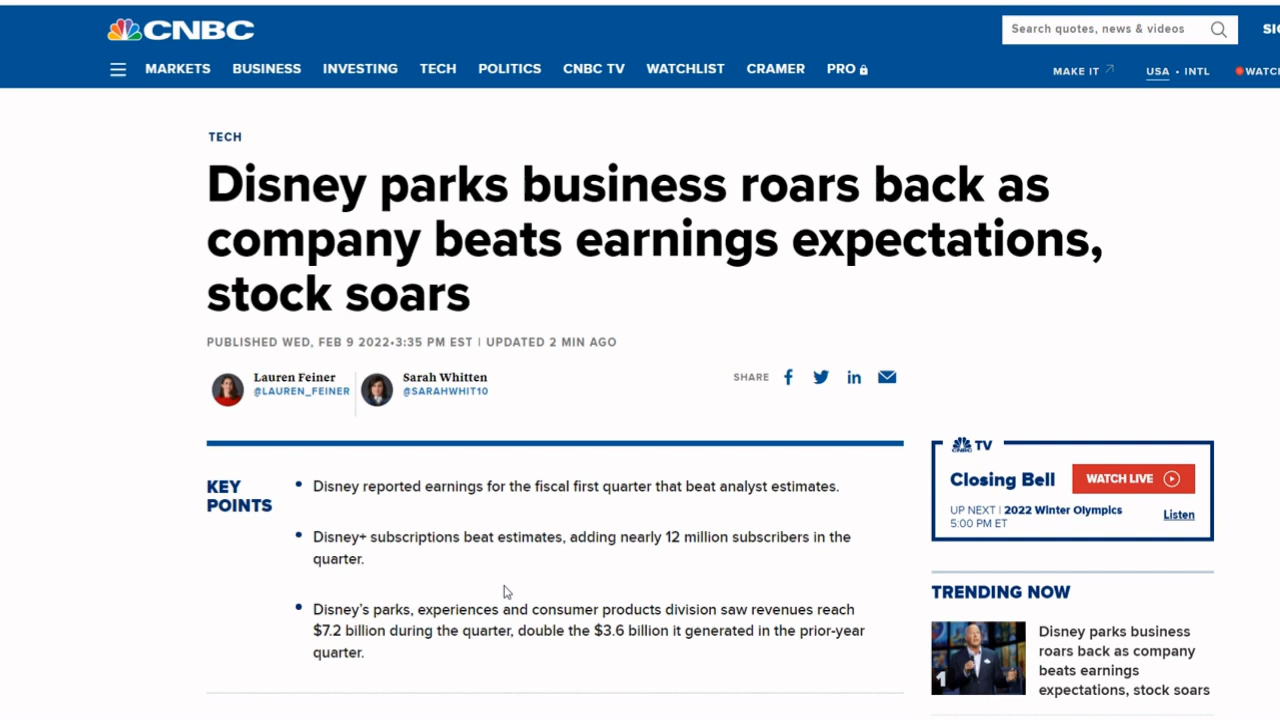 CNBC
Search quotes, news & videos
MARKETS BUSINESS INVESTING TECH POLITICS CNBC TV WATCHLIST CRAMER PRO
MAKE IT USA • INTL
TECH
Disney parks business roars back as
company beats earnings expectations,
stock soars
PUBLISHED WED, FEB 9 2022•3:35 PM EST | UPDATED 2 MIN AGO
Lauren Feiner
@LAUREN_FEINER
Sarah Whitten
@SARAHWHIT10
SHARE
KEY
POINTS
• Disney reported earnings for the fiscal first quarter that beat analyst estimates.
• Disney+ subscriptions beat estimates, adding nearly 12 million subscribers in the
quarter.
• Disney's parks, experiences and consumer products division saw revenues reach
$7.2 billion during the quarter, double the $3.6 billion it generated in the prior-year
quarter.
CNBC TV
Closing Bell
WATCH LIVE
UP NEXT | 2022 Winter Olympics
5:00 PM ET
Listen
TRENDING NOW
1
Disney parks business
roars back as company
beats earnings
expectations, stock soars